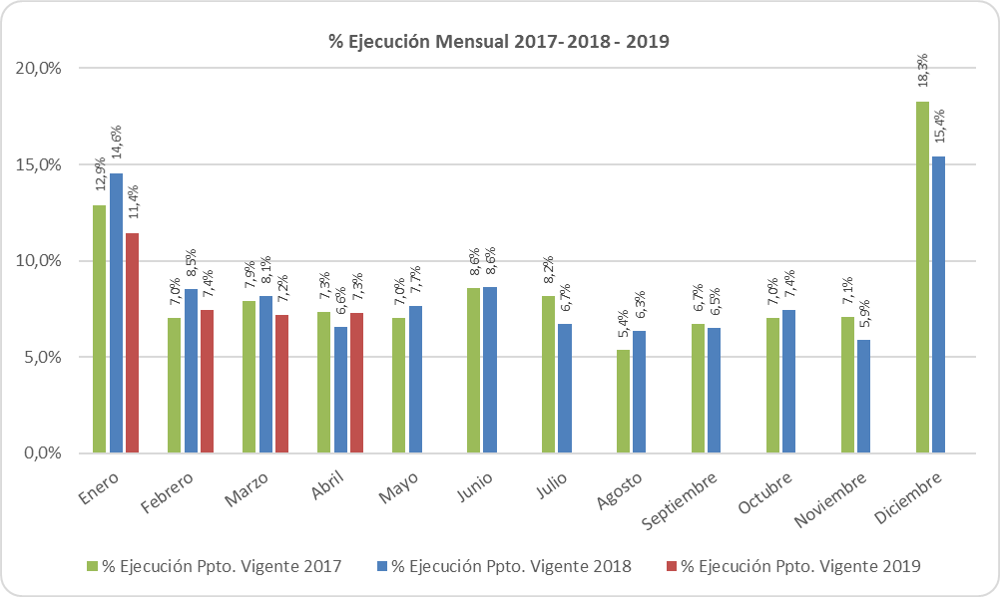 % Ejecución Mensual 2017- 2018 - 2019
20,0%
15,0%
10,0%
5,0%
0,0%
12,9%
14,6%
11,4%
7,0%
8,5%
7,4%
7,9%
8,1%
7,2%
7,3%
6,6%
7,3%
7,0%
7,7%
8,6%
8,6%
8,2%
6,7%
5,4%
6,3%
6,7%
6,5%
7,0%
7,4%
7,1%
5,9%
18,3%
15,4%
Enero
Febrero
Marzo
Abril
Mayo
Junio
Julio
Agosto
Septiembre
Octubre
Noviembre
Diciembre
% Ejecución Ppto. Vigente 2017
% Ejecución Ppto. Vigente 2018
% Ejecución Ppto. Vigente 2019